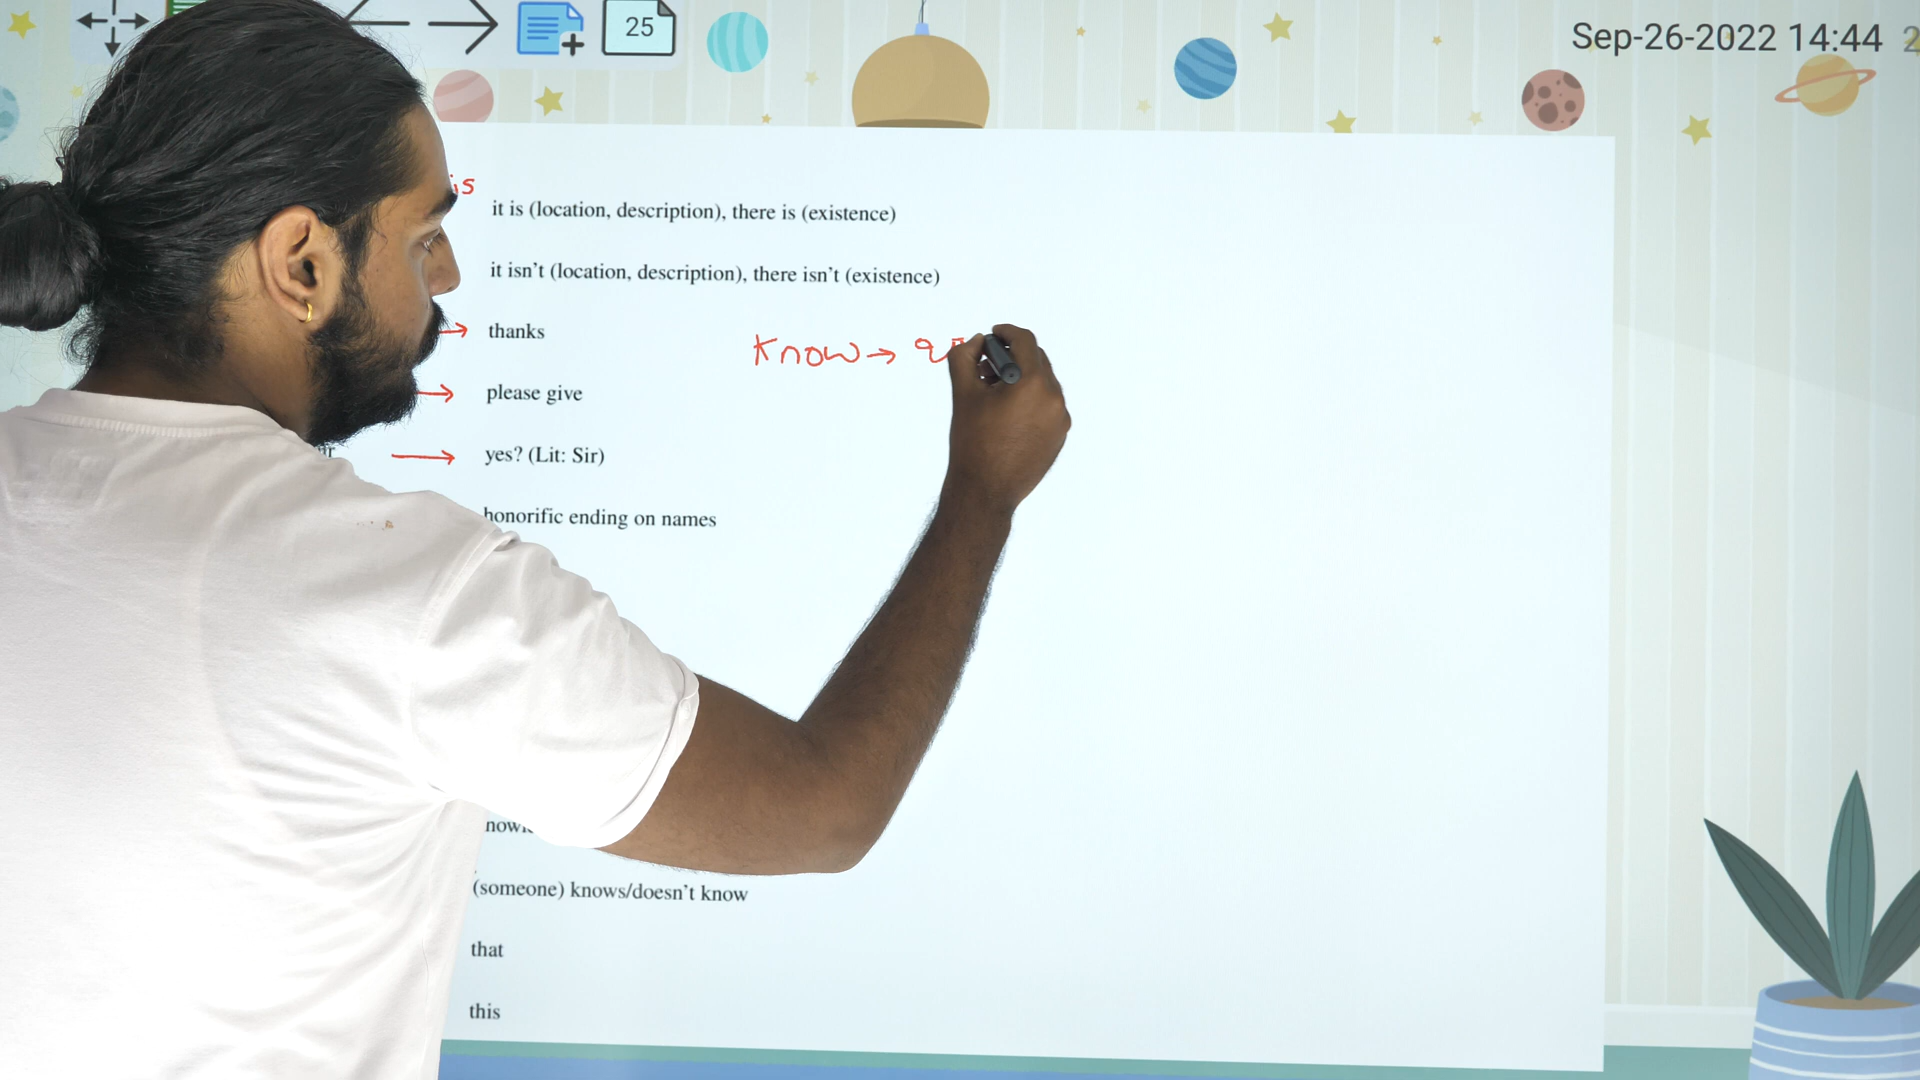 25
Sep-26-2022 14:44
is
it is (location, description), there is (existence)
it isn't (location, description), there isn't (existence)
→ thanks
Know →
→ please give
→ yes? (Lit: Sir)
honorific ending on names
(someone) knows/doesn't know
that
this